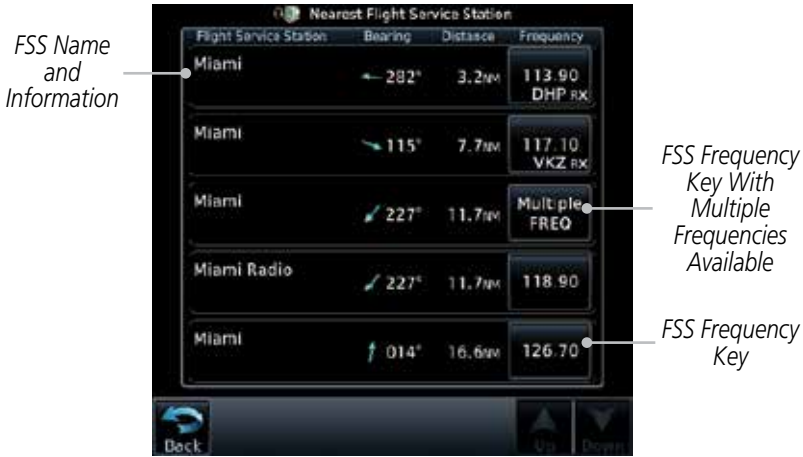 Nearest Flight Service Station
Flight Service Station Bearing Distance Frequency
Miami 282° 3.2NM 113.90
DHP RX
Miami 115° 7.7NM 117.10
VKZ RX
Miami 227° 11.7NM Multiple
FREQ
Miami Radio 227° 11.7NM 118.90
Miami 014° 16.6NM 126.70
Back Up Down
FSS Name
and
Information
FSS Frequency
Key With
Multiple
Frequencies
Available
FSS Frequency
Key